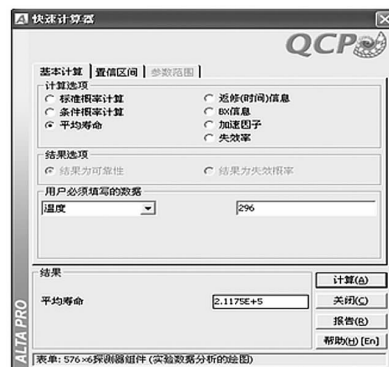 快速计算器
QCP
基本计算 置信区间 参数范围
计算选项
标准概率计算 返修(时间)信息
条件概率计算 BX信息
平均寿命 加速因子
失效率
结果选项
结果为可靠性 结果为失效概率
用户必须填写的数据
温度 296
结果
平均寿命 2.1175E+5
计算(A)
关闭(C)
报告(R)
帮助(H) [En]
ALTA PRO
表单: 576×6探测器组件 (实验数据分析的绘图)